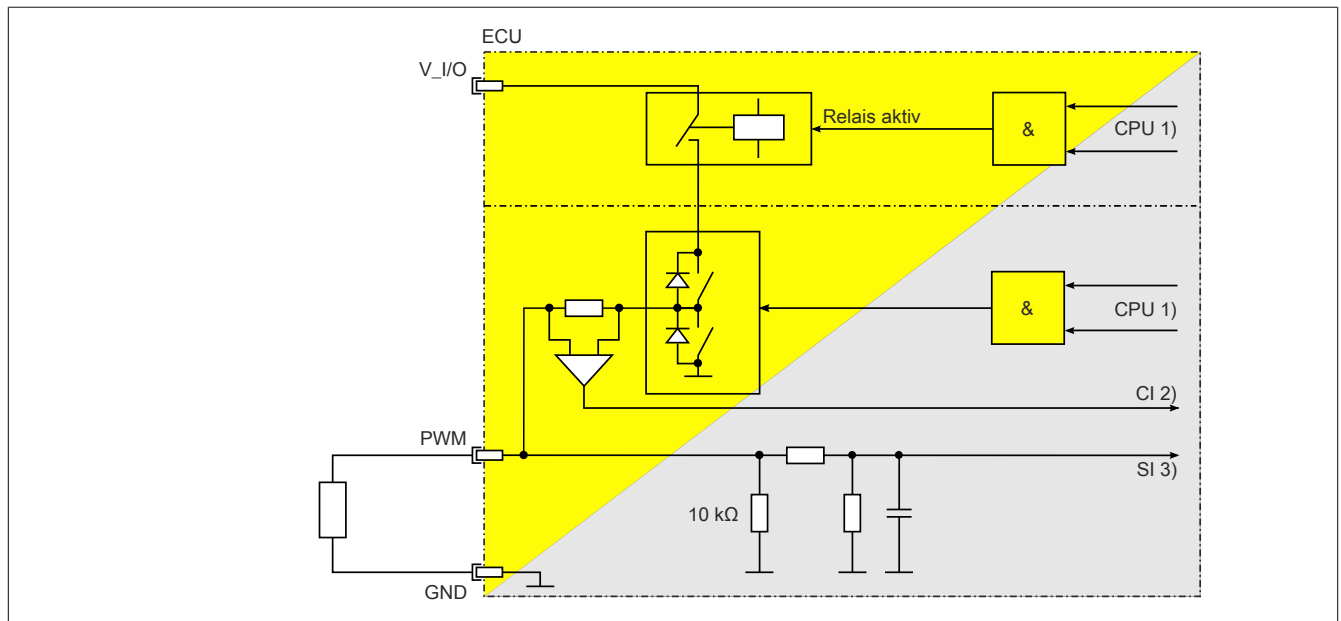 ECU
V_I/O
Relais aktiv
&
CPU 1)
&
CPU 1)
CI 2)
PWM
SI 3)
10 kΩ
GND